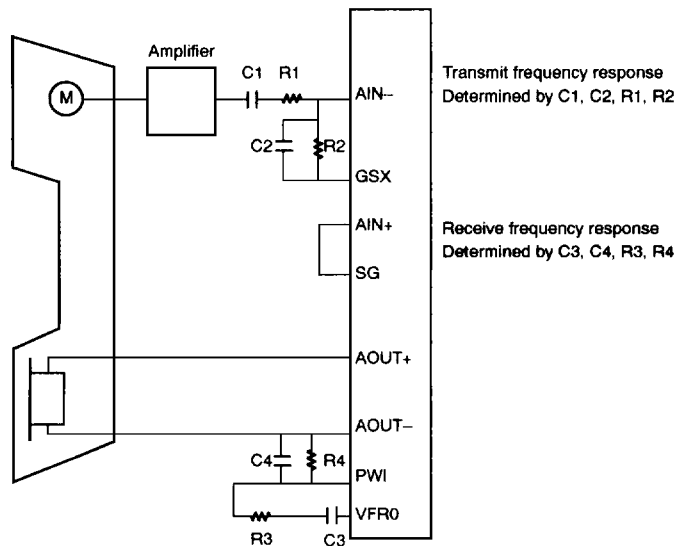 Amplifier
M
C1
R1
AIN–
Transmit frequency response
Determined by C1, C2, R1, R2
C2
R2
GSX
AIN+
Receive frequency response
Determined by C3, C4, R3, R4
SG
AOUT+
AOUT–
C4
R4
PWI
VFR0
R3
C3